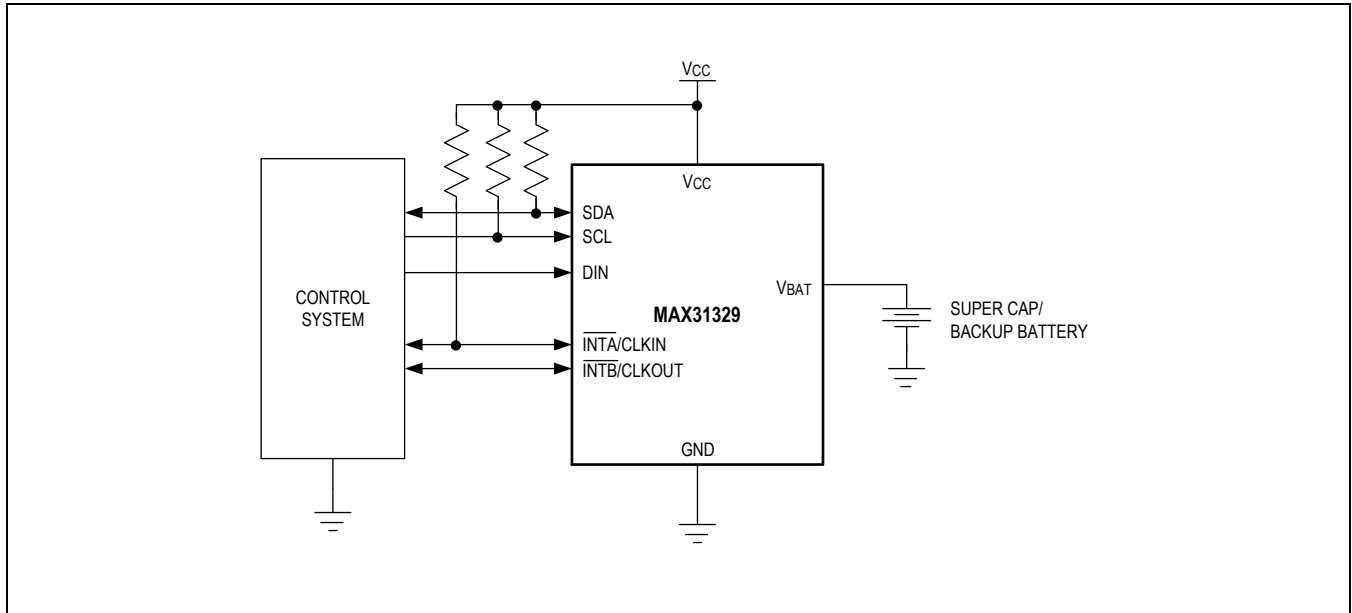 VCC
VCC
SDA
SCL
DIN
VBAT
CONTROL
SYSTEM
MAX31329
SUPER CAP/
BACKUP BATTERY
INTA/CLKIN
INTB/CLKOUT
GND